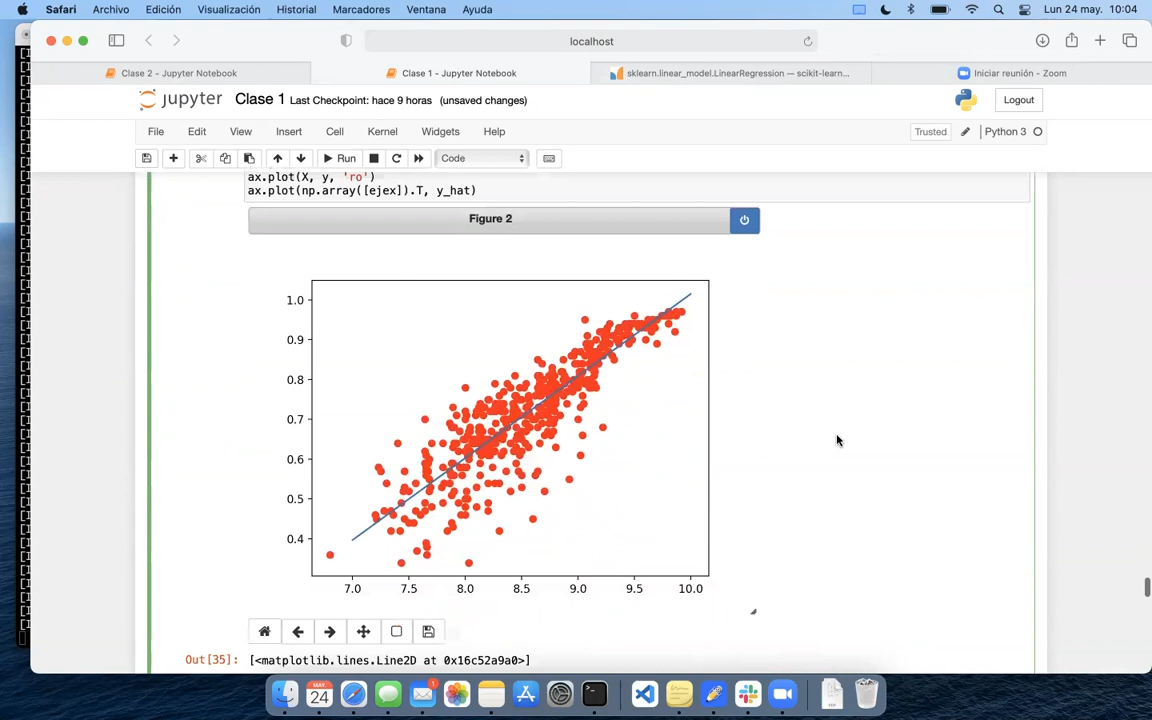 Safari Archivo Edición Visualización Historial Marcadores Ventana Ayuda Lun 24 may. 10:04
localhost
Clase 2 - Jupyter Notebook Clase 1 - Jupyter Notebook sklearn.linear_model.LinearRegression — scikit-learn... Iniciar reunión - Zoom
jupyter Clase 1 Last Checkpoint: hace 9 horas (unsaved changes) Logout
File Edit View Insert Cell Kernel Widgets Help Trusted Python 3
Run Code
ax.plot(X, y, 'ro')
ax.plot(np.array([ejex]).T, y_hat)
Figure 2
1.0
0.9
0.8
0.7
0.6
0.5
0.4
7.0 7.5 8.0 8.5 9.0 9.5 10.0
Out[35]: [<matplotlib.lines.Line2D at 0x16c52a9a0>]
MAY
24
1